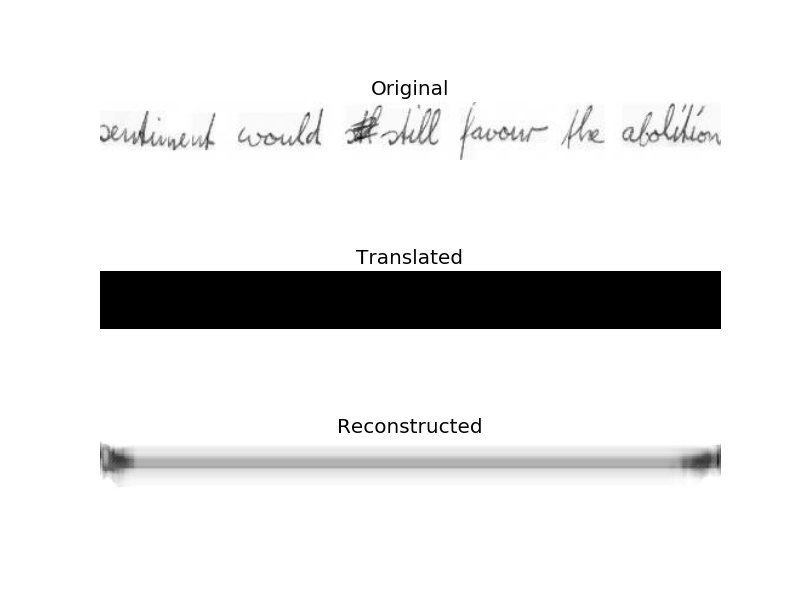 Original
sentiment would still favour the abolition
Translated
Reconstructed